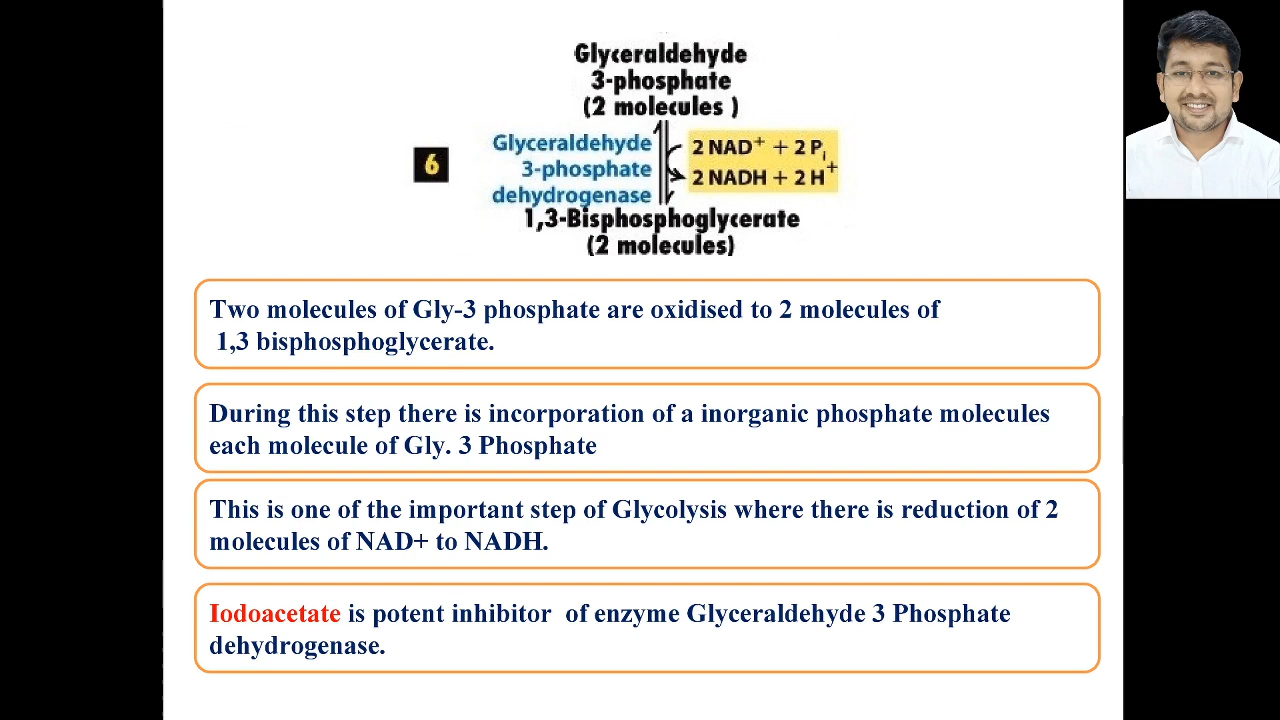 Glyceraldehyde
3-phosphate
(2 molecules )
6
Glyceraldehyde
3-phosphate
dehydrogenase
2 NAD+ + 2 Pi
2 NADH + 2 H+
1,3-Bisphosphoglycerate
(2 molecules)
Two molecules of Gly-3 phosphate are oxidised to 2 molecules of
1,3 bisphosphoglycerate.
During this step there is incorporation of a inorganic phosphate molecules
each molecule of Gly. 3 Phosphate
This is one of the important step of Glycolysis where there is reduction of 2
molecules of NAD+ to NADH.
Iodoacetate is potent inhibitor of enzyme Glyceraldehyde 3 Phosphate
dehydrogenase.